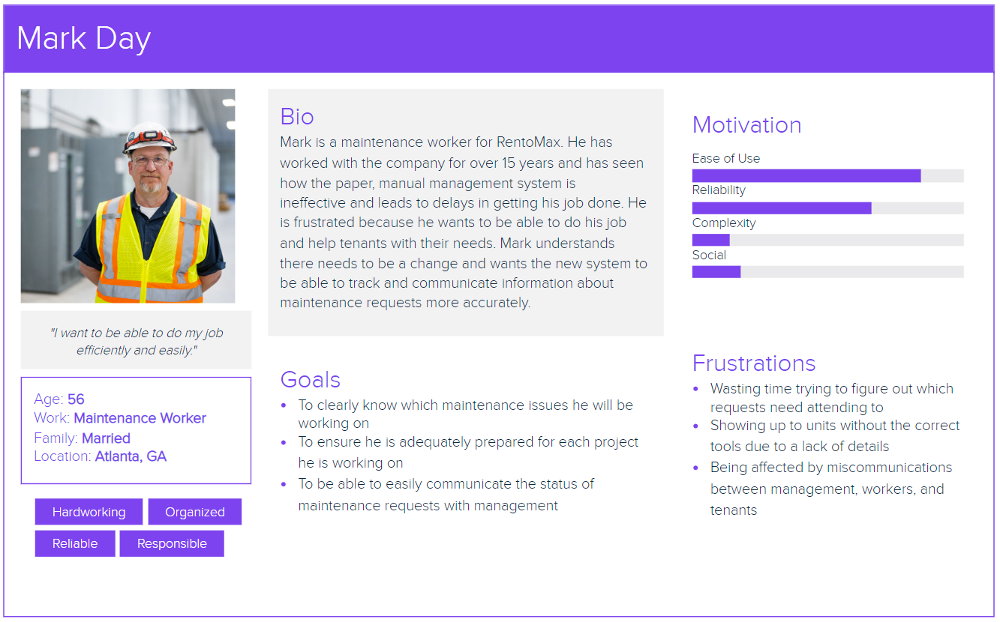 Mark Day
"I want to be able to do my job
efficiently and easily."
Age: 56
Work: Maintenance Worker
Family: Married
Location: Atlanta, GA
Hardworking
Organized
Reliable
Responsible
Bio
Mark is a maintenance worker for RentoMax. He has
worked with the company for over 15 years and has seen
how the paper, manual management system is
ineffective and leads to delays in getting his job done. He
is frustrated because he wants to be able to do his job
and help tenants with their needs. Mark understands
there needs to be a change and wants the new system to
be able to track and communicate information about
maintenance requests more accurately.
Goals
• To clearly know which maintenance issues he will be
working on
• To ensure he is adequately prepared for each project
he is working on
• To be able to easily communicate the status of
maintenance requests with management
Motivation
Ease of Use
Reliability
Complexity
Social
Frustrations
• Wasting time trying to figure out which
requests need attending to
• Showing up to units without the correct
tools due to a lack of details
• Being affected by miscommunications
between management, workers, and
tenants